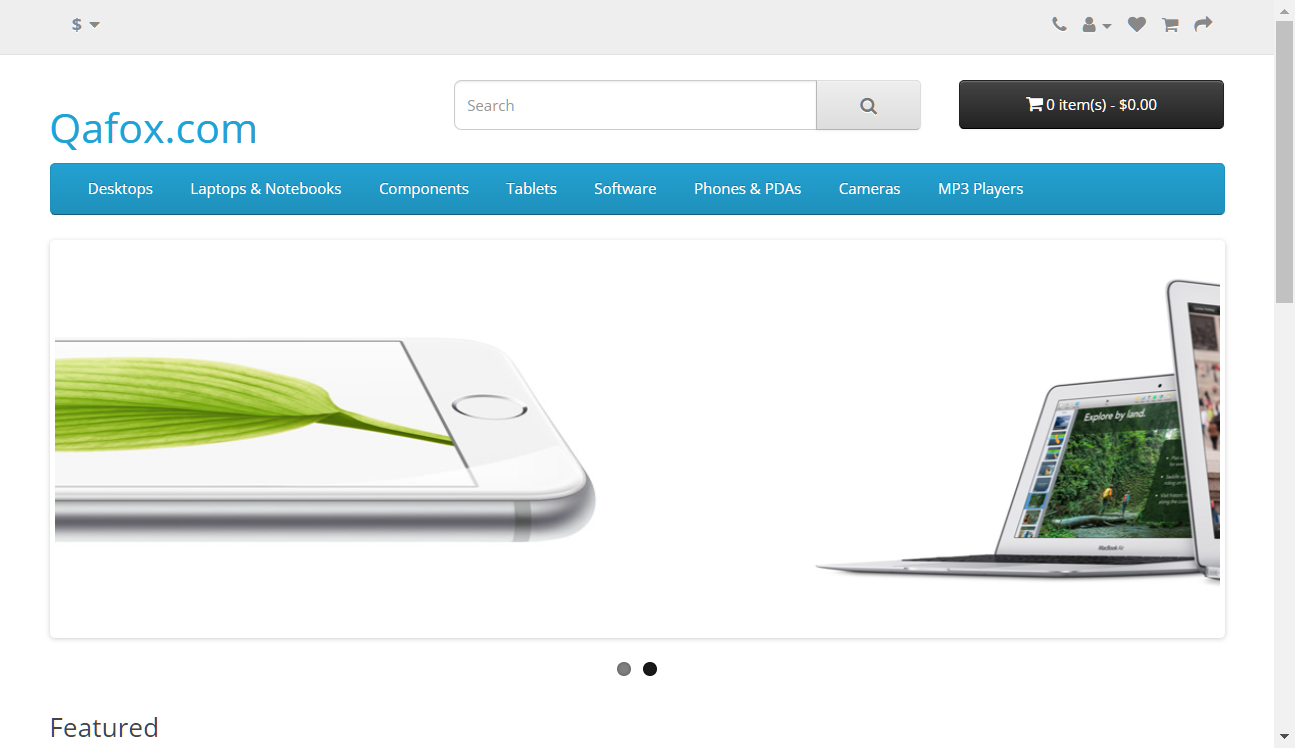 $
Qafox.com
Search
0 item(s) - $0.00
Desktops
Laptops & Notebooks
Components
Tablets
Software
Phones & PDAs
Cameras
MP3 Players
Explore by land.
MacBook Air
Featured